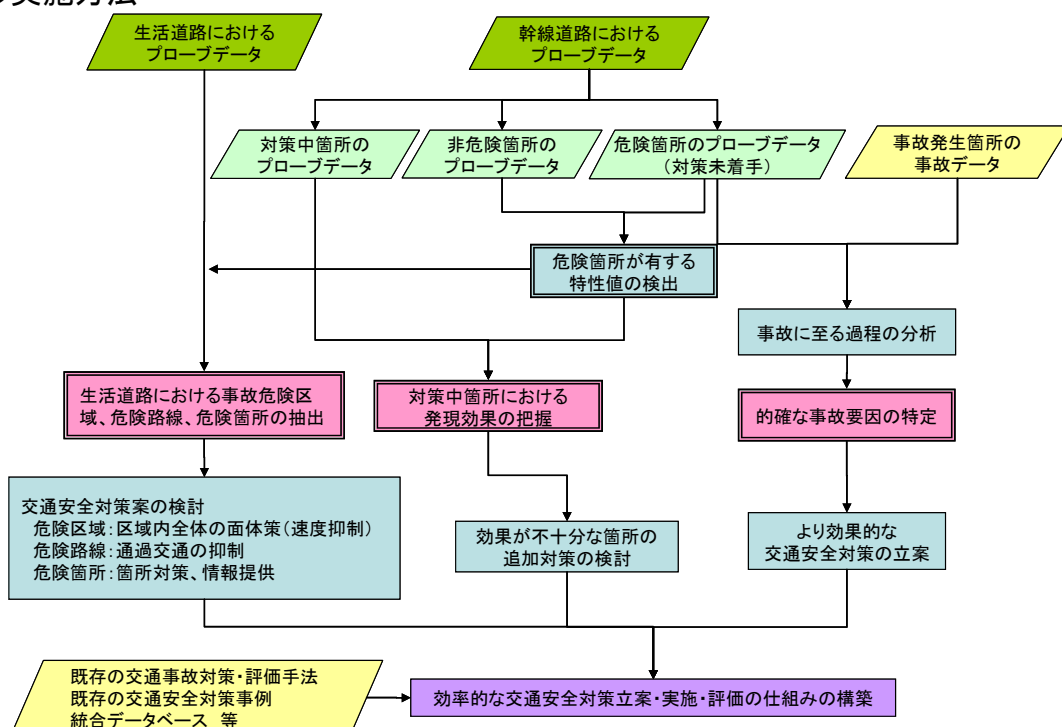 生活道路における
プローブデータ
幹線道路における
プローブデータ
対策中箇所の
プローブデータ
非危険箇所の
プローブデータ
危険箇所のプローブデータ
（対策未着手）
事故発生箇所の
事故データ
危険箇所が有する
特性値の検出
事故に至る過程の分析
生活道路における事故危険区
域、危険路線、危険箇所の抽出
対策中箇所における
発現効果の把握
的確な事故要因の特定
交通安全対策案の検討
危険区域：区域内全体の面体策（速度抑制）
危険路線：通過交通の抑制
危険箇所：箇所対策、情報提供
効果が不十分な箇所の
追加対策の検討
より効果的な
交通安全対策の立案
既存の交通事故対策・評価手法
既存の交通安全対策事例
統合データベース 等
効率的な交通安全対策立案・実施・評価の仕組みの構築